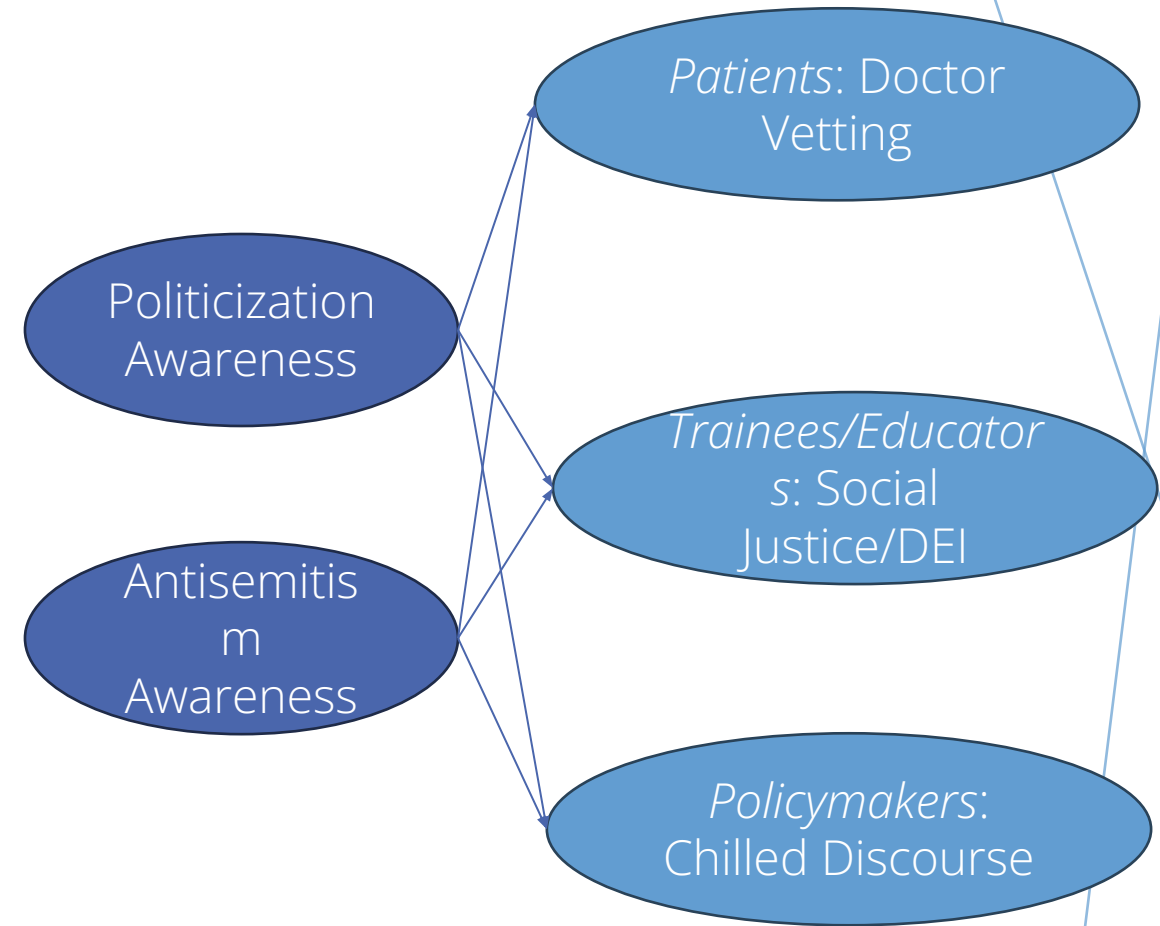 Patients: Doctor
Vetting
Politicization
Awareness
Trainees/Educator
s: Social
Justice/DEI
Antisemitis
m
Awareness
Policymakers:
Chilled Discourse